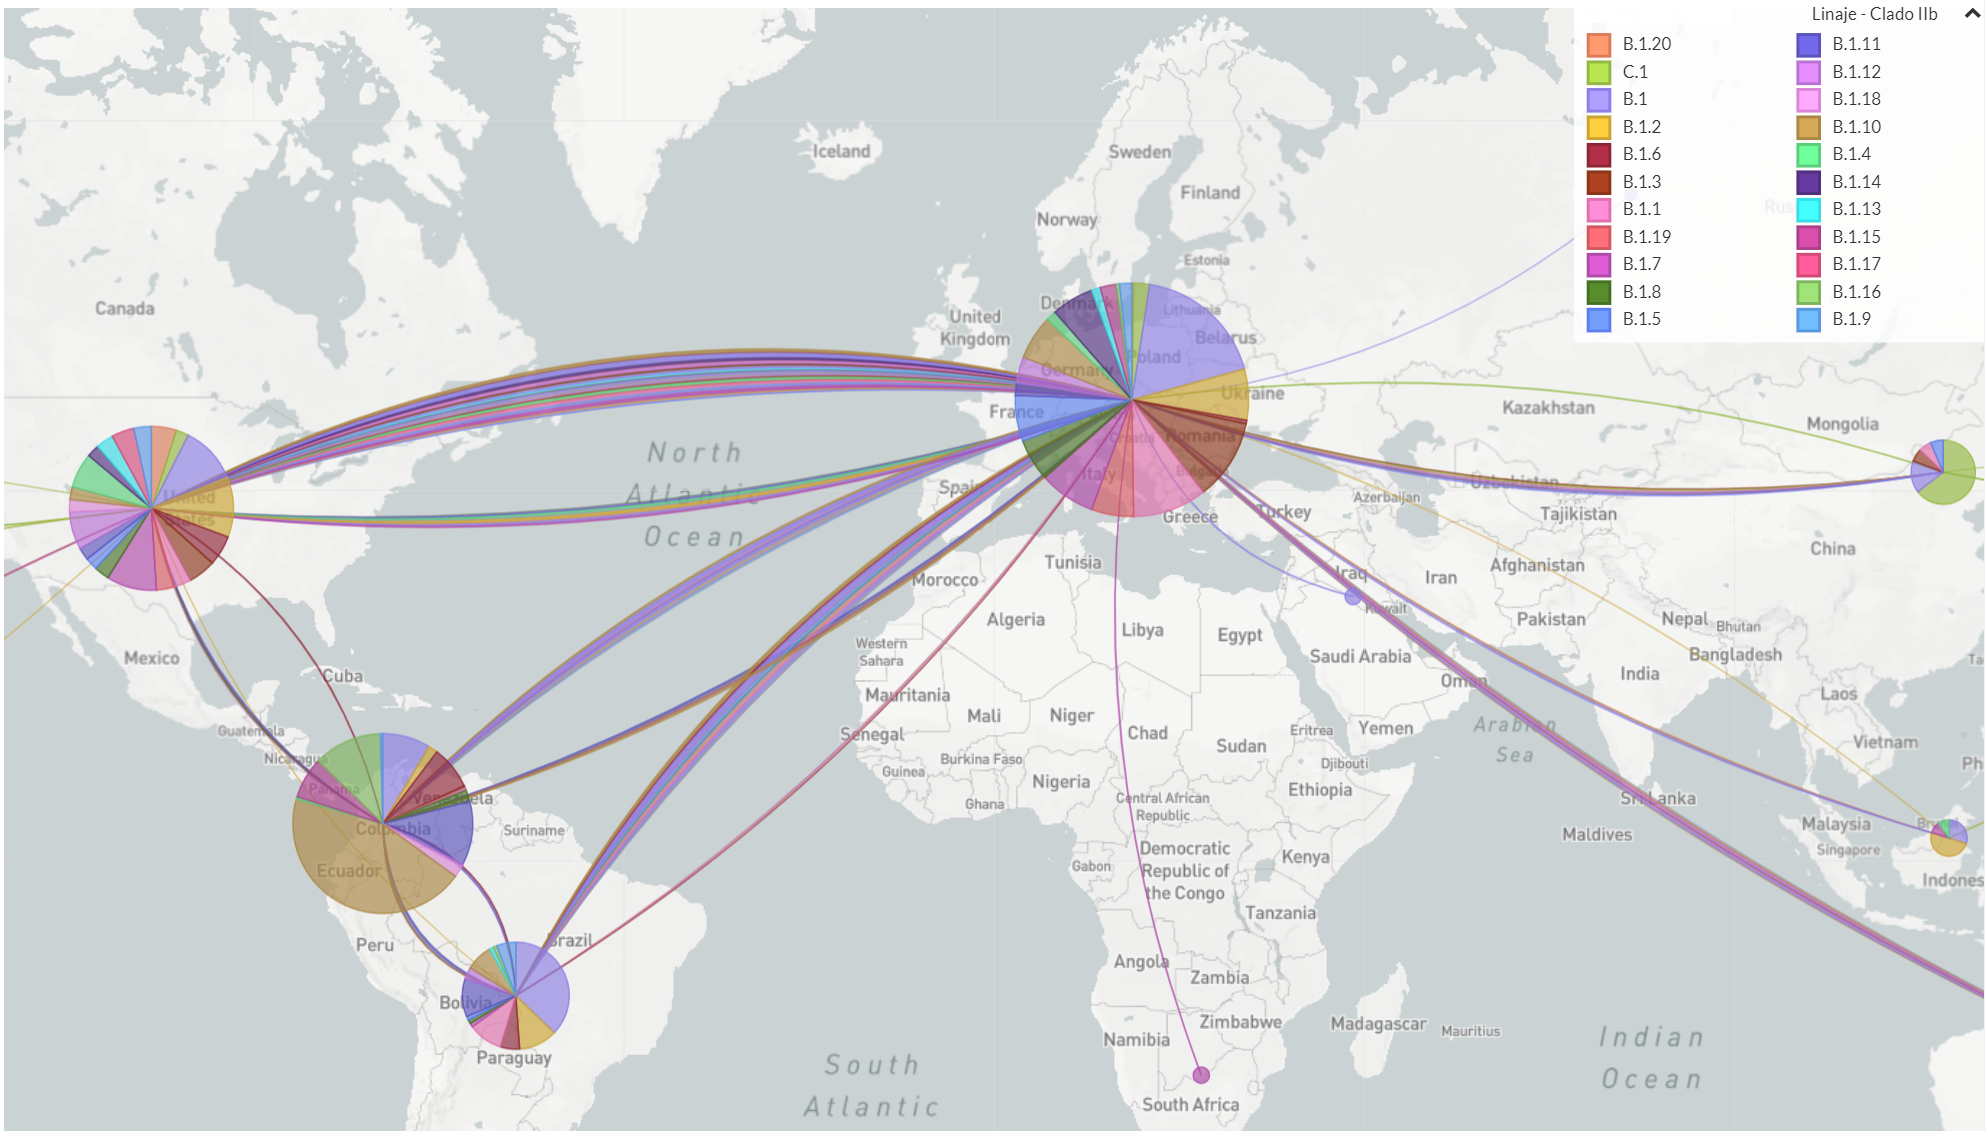 Linaje - Clado IIb
B.1.20
C.1
B.1
B.1.2
B.1.6
B.1.3
B.1.1
B.1.19
B.1.7
B.1.8
B.1.5
B.1.11
B.1.12
B.1.18
B.1.10
B.1.4
B.1.14
B.1.13
B.1.15
B.1.17
B.1.16
B.1.9
Iceland
Sweden
Finland
Norway
Estonia
Canada
Denmark
Lithuania
United
Kingdom
Belarus
Poland
Germany
Ukraine
France
Kazakhstan
Mongolia
Croatia
Romania
North
Atlantic
Ocean
Italy
Bulgaria
Uzbekistan
Spain
Azerbaijan
United
States
Greece
Turkey
Tajikistan
China
Tunisia
Morocco
Iraq
Iran
Afghanistan
Kuwait
Algeria
Libya
Egypt
Pakistan
Nepal
Bhutan
Western
Sahara
Saudi Arabia
Bangladesh
Mexico
Cuba
India
Oman
Mauritania
Laos
Mali
Niger
Chad
Yemen
Arabian
Sea
Guatemala
Senegal
Eritrea
Sudan
Vietnam
Nicaragua
Burkina Faso
Djibouti
Ph
Guinea
Nigeria
Ethiopia
Panama
Venezuela
Ghana
Central African
Republic
Sri Lanka
Colombia
Suriname
Maldives
Malaysia
Brunei
Singapore
Ecuador
Gabon
Democratic
Republic of
the Congo
Kenya
Indones
Tanzania
Peru
Brazil
Angola
Zambia
Bolivia
Zimbabwe
Madagascar
Mauritius
Namibia
Paraguay
South
Atlantic
Indian
Ocean
South Africa